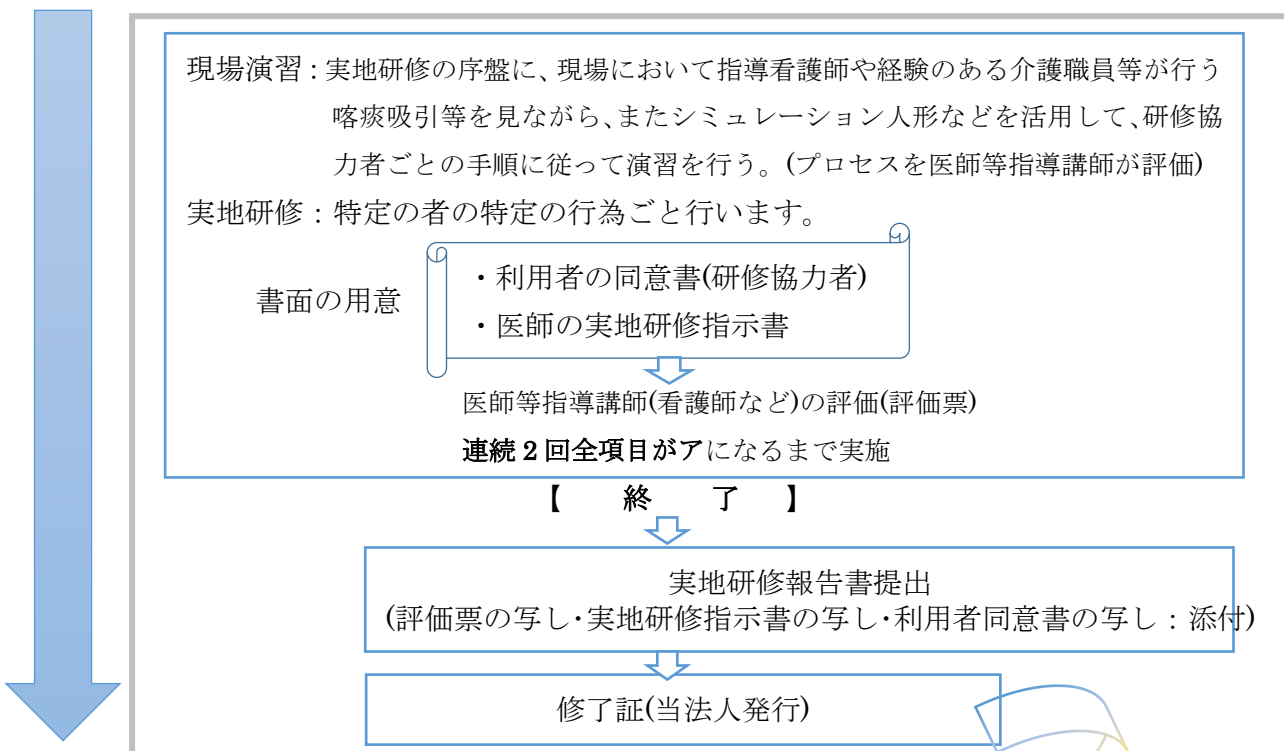 現場演習：実地研修の序盤に、現場において指導看護師や経験のある介護職員等が行う
喀痰吸引等を見ながら、またシミュレーション人形などを活用して、研修協
力者ごとの手順に従って演習を行う。(プロセスを医師等指導講師が評価)
実地研修：特定の者の特定の行為ごと行います。
書面の用意
・利用者の同意書(研修協力者)
・医師の実地研修指示書
医師等指導講師(看護師など)の評価(評価票)
連続 2 回全項目がアになるまで実施
【　終　了　】
実地研修報告書提出
(評価票の写し･実地研修指示書の写し･利用者同意書の写し：添付)
修了証(当法人発行)